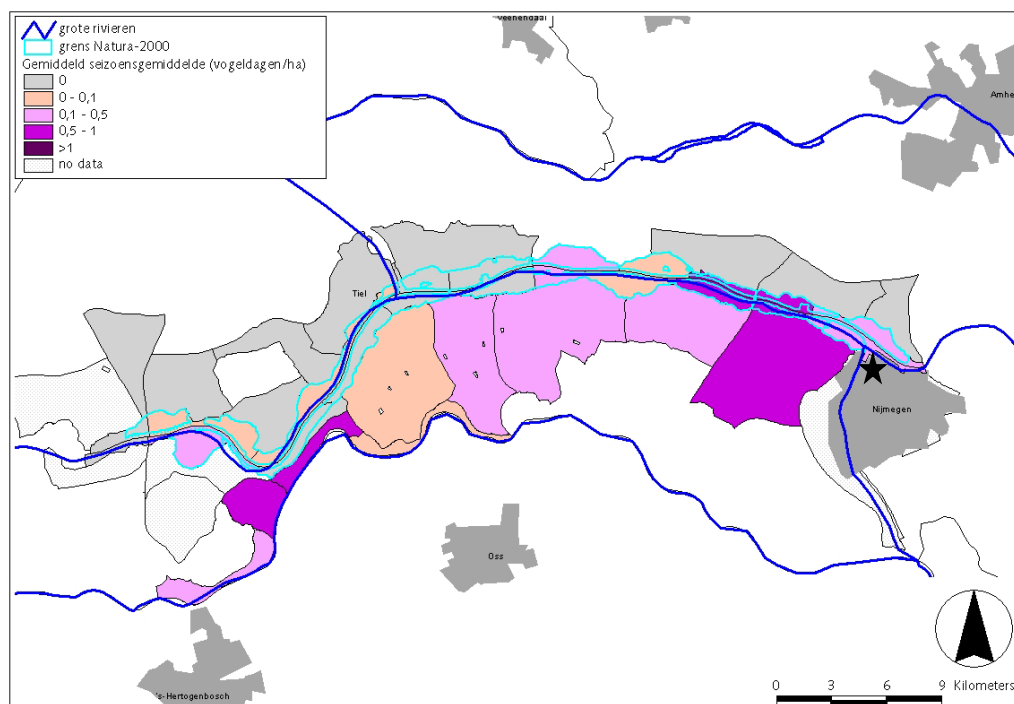 grote rivieren
grens Natura-2000
Gemiddeld seizoensgemiddelde (vogeldagen/ha)
0
0 - 0,1
0,1 - 0,5
0,5 - 1
>1
no data
Veenendaal
Arnhe
Tiel
Nijmegen
Oss
's-Hertogenbosch
0 3 6 9 Kilometers